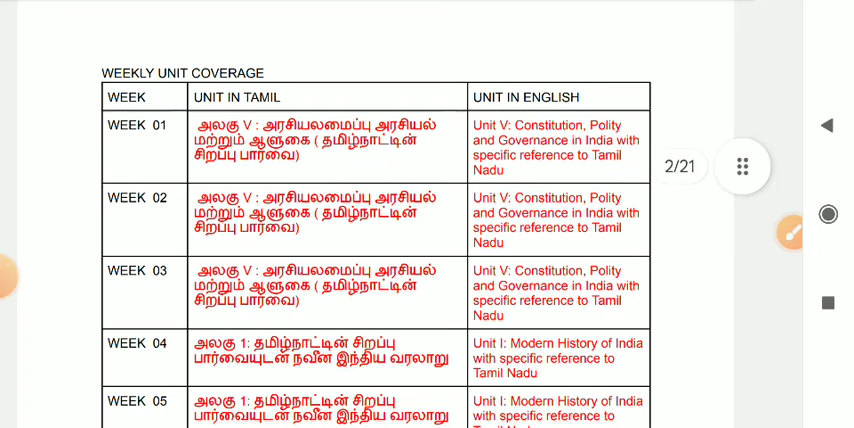 WEEKLY UNIT COVERAGE
WEEK UNIT IN TAMIL UNIT IN ENGLISH
WEEK 01
அலகு V : அரசியலமைப்பு அரசியல்
மற்றும் ஆளுகை ( தமிழ்நாட்டின்
சிறப்பு பார்வை)
Unit V: Constitution, Polity
and Governance in India with
specific reference to Tamil
Nadu
WEEK 02
அலகு V : அரசியலமைப்பு அரசியல்
மற்றும் ஆளுகை ( தமிழ்நாட்டின்
சிறப்பு பார்வை)
Unit V: Constitution, Polity
and Governance in India with
specific reference to Tamil
Nadu
WEEK 03
அலகு V : அரசியலமைப்பு அரசியல்
மற்றும் ஆளுகை ( தமிழ்நாட்டின்
சிறப்பு பார்வை)
Unit V: Constitution, Polity
and Governance in India with
specific reference to Tamil
Nadu
WEEK 04
அலகு 1: தமிழ்நாட்டின் சிறப்பு
பார்வையுடன் நவீன இந்திய வரலாறு
Unit I: Modern History of India
with specific reference to
Tamil Nadu
WEEK 05
அலகு 1: தமிழ்நாட்டின் சிறப்பு
பார்வையுடன் நவீன இந்திய வரலாறு
Unit I: Modern History of India
with specific reference to
2/21